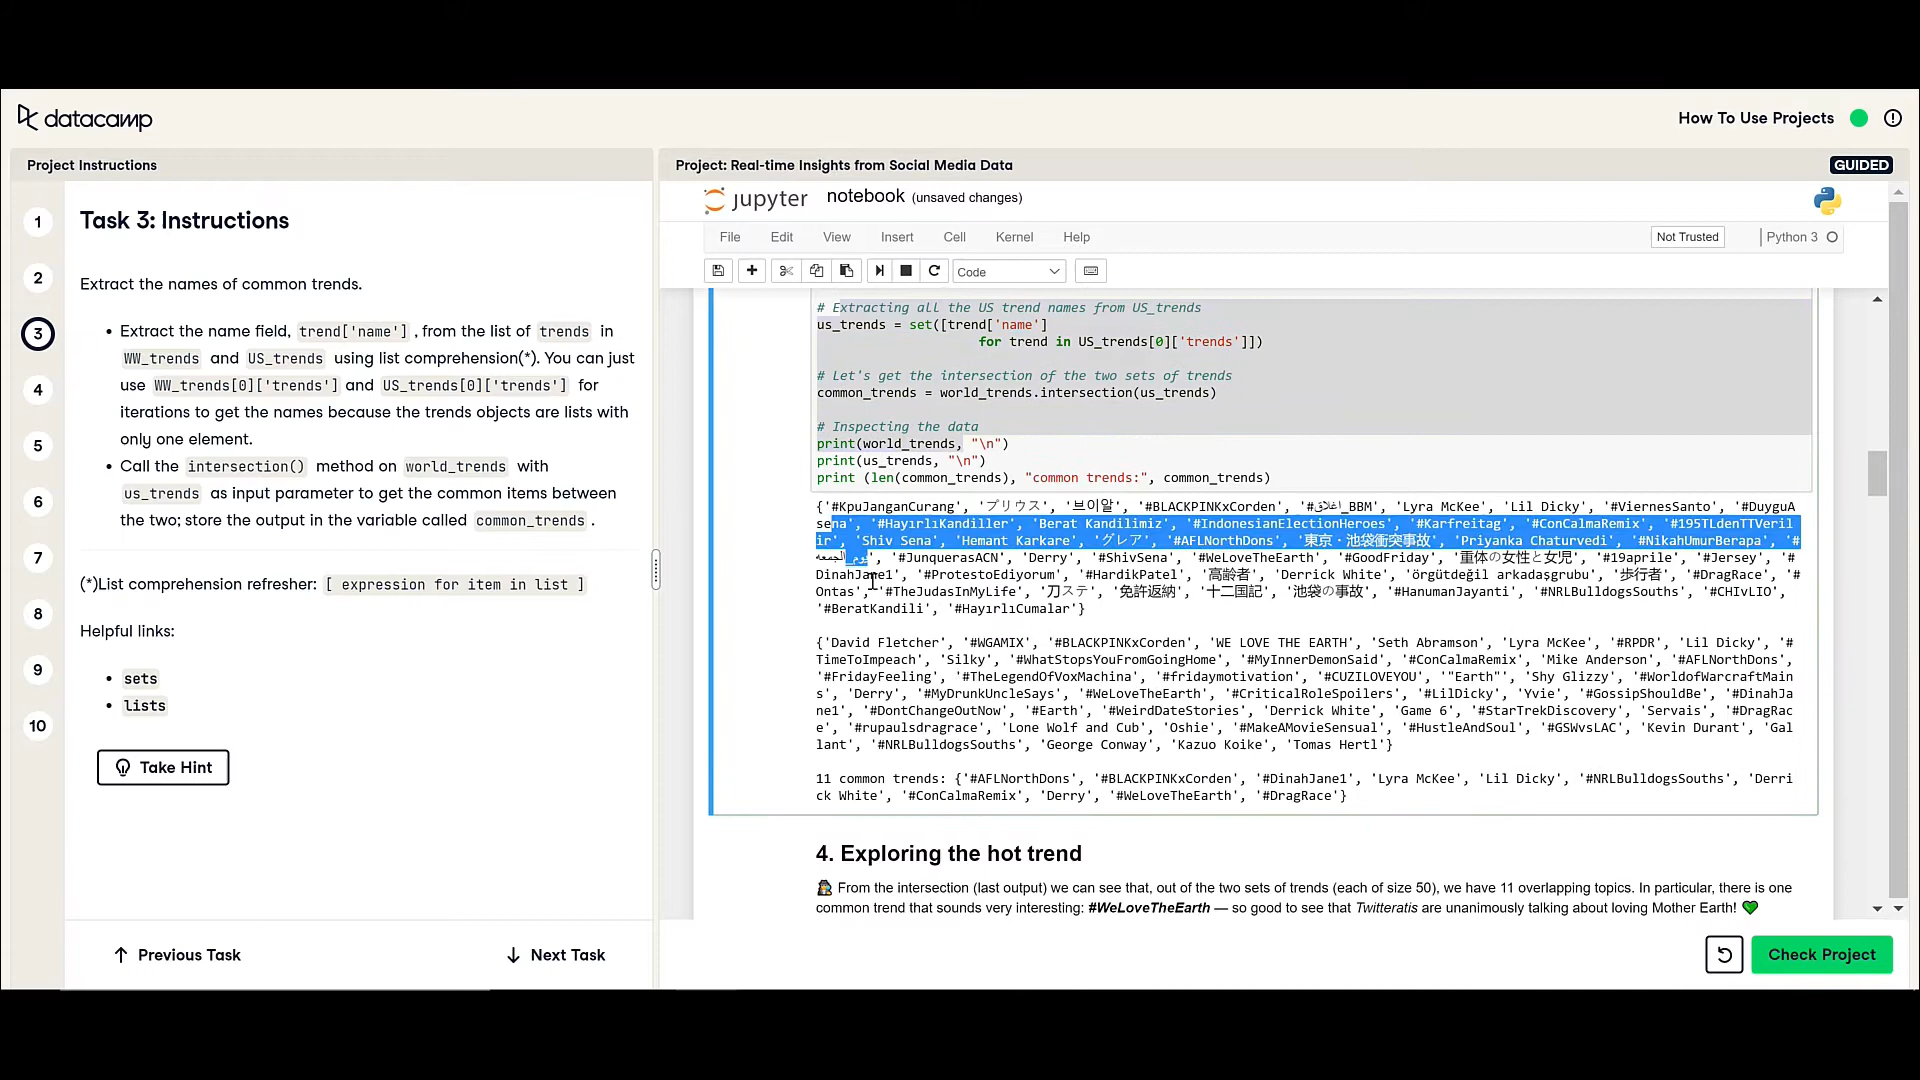 datacamp
How To Use Projects
Project Instructions
1
2
3
4
5
6
7
8
9
10
Task 3: Instructions
Extract the names of common trends.
• Extract the name field, trend['name'] , from the list of trends in
WW_trends and US_trends using list comprehension(*). You can just
use WW_trends[0]['trends'] and US_trends[0]['trends'] for
iterations to get the names because the trends objects are lists with
only one element.
• Call the intersection() method on world_trends with
us_trends as input parameter to get the common items between
the two; store the output in the variable called common_trends .
(*)List comprehension refresher: [ expression for item in list ]
Helpful links:
• sets
• lists
Take Hint
Previous Task
Next Task
Project: Real-time Insights from Social Media Data
GUIDED
jupyter notebook (unsaved changes)
File Edit View Insert Cell Kernel Help
Not Trusted
Python 3
Code
# Extracting all the US trend names from US_trends
us_trends = set([trend['name']
for trend in US_trends[0]['trends']])
# Let's get the intersection of the two sets of trends
common_trends = world_trends.intersection(us_trends)
# Inspecting the data
print(world_trends, "\n")
print(us_trends, "\n")
print (len(common_trends), "common trends:", common_trends)
{'#KpuJanganCurang', 'プリウス', '브이알', '#BLACKPINKxCorden', '#اغلاق_BBM', 'Lyra McKee', 'Lil Dicky', '#ViernesSanto', '#DuyguA
sena', '#HayırlıKandiller', 'Berat Kandilimiz', '#IndonesianElectionHeroes', '#Karfreitag', '#ConCalmaRemix', '#195TLdenTTVeril
ir', 'Shiv Sena', 'Hemant Karkare', 'グレア', '#AFLNorthDons', '東京・池袋衝突事故', 'Priyanka Chaturvedi', '#NikahUmurBerapa', '#
يوم_الجمعه', '#JunquerasACN', 'Derry', '#ShivSena', '#WeLoveTheEarth', '#GoodFriday', '重体の女性と女児', '#19aprile', '#Jersey', '#
DinahJane1', '#ProtestoEdiyorum', '#HardikPatel', '高齢者', 'Derrick White', 'örgütdeğil arkadaşgrubu', '歩行者', '#DragRace', '#
Ontas', '#TheJudasInMyLife', '刀ステ', '免許返納', '十二国記', '池袋の事故', '#HanumanJayanti', '#NRLBulldogsSouths', '#CHIvLIO',
'#BeratKandili', '#HayırlıCumalar'}
{'David Fletcher', '#WGAMIX', '#BLACKPINKxCorden', 'WE LOVE THE EARTH', 'Seth Abramson', 'Lyra McKee', '#RPDR', 'Lil Dicky', '#
TimeToImpeach', 'Silky', '#WhatStopsYouFromGoingHome', '#MyInnerDemonSaid', '#ConCalmaRemix', 'Mike Anderson', '#AFLNorthDons',
'#FridayFeeling', '#TheLegendOfVoxMachina', '#fridaymotivation', '#CUZILOVEYOU', '"Earth"', 'Shy Glizzy', '#WorldofWarcraftMain
s', 'Derry', '#MyDrunkUncleSays', '#WeLoveTheEarth', '#CriticalRoleSpoilers', '#LilDicky', 'Yvie', '#GossipShouldBe', '#DinahJa
ne1', '#DontChangeOutNow', '#Earth', '#WeirdDateStories', 'Derrick White', 'Game 6', '#StarTrekDiscovery', 'Servais', '#DragRac
e', '#rupaulsdragrace', 'Lone Wolf and Cub', 'Oshie', '#MakeAMovieSensual', '#HustleAndSoul', '#GSWvsLAC', 'Kevin Durant', 'Gal
lant', '#NRLBulldogsSouths', 'George Conway', 'Kazuo Koike', 'Tomas Hertl'}
11 common trends: {'#AFLNorthDons', '#BLACKPINKxCorden', '#DinahJane1', 'Lyra McKee', 'Lil Dicky', '#NRLBulldogsSouths', 'Derri
ck White', '#ConCalmaRemix', 'Derry', '#WeLoveTheEarth', '#DragRace'}
4. Exploring the hot trend
From the intersection (last output) we can see that, out of the two sets of trends (each of size 50), we have 11 overlapping topics. In particular, there is one
common trend that sounds very interesting: #WeLoveTheEarth — so good to see that Twitteratis are unanimously talking about loving Mother Earth! 💚
Check Project